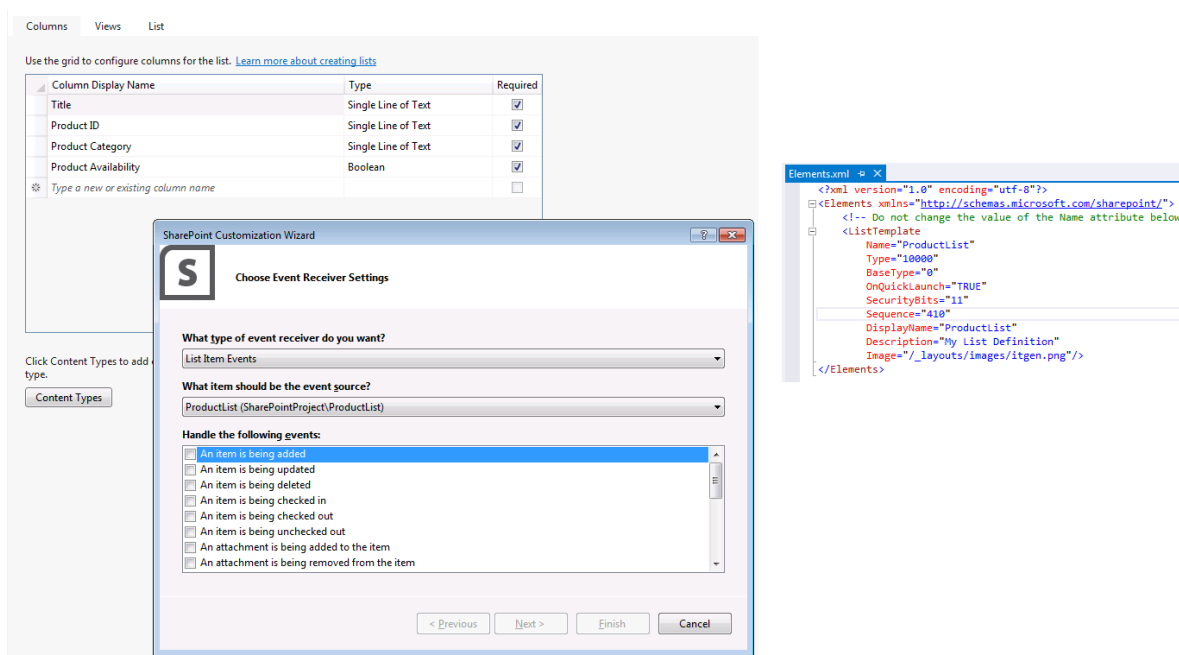 Columns Views List
Use the grid to configure columns for the list. Learn more about creating lists
Column Display Name Type Required
Title Single Line of Text
Product ID Single Line of Text
Product Category Single Line of Text
Product Availability Boolean
Type a new or existing column name
Click Content Types to add
type.
Content Types
SharePoint Customization Wizard
S
Choose Event Receiver Settings
What type of event receiver do you want?
List Item Events
What item should be the event source?
ProductList (SharePointProject\ProductList)
Handle the following events:
An item is being added
An item is being updated
An item is being deleted
An item is being checked in
An item is being checked out
An item is being unchecked out
An attachment is being added to the item
An attachment is being removed from the item
< Previous Next > Finish Cancel
Elements.xml
<?xml version="1.0" encoding="utf-8"?>
<Elements xmlns="http://schemas.microsoft.com/sharepoint/">
<!-- Do not change the value of the Name attribute below
<ListTemplate
Name="ProductList"
Type="10000"
BaseType="0"
OnQuickLaunch="TRUE"
SecurityBits="11"
Sequence="410"
DisplayName="ProductList"
Description="My List Definition"
Image="/_layouts/images/itgen.png"/>
</Elements>